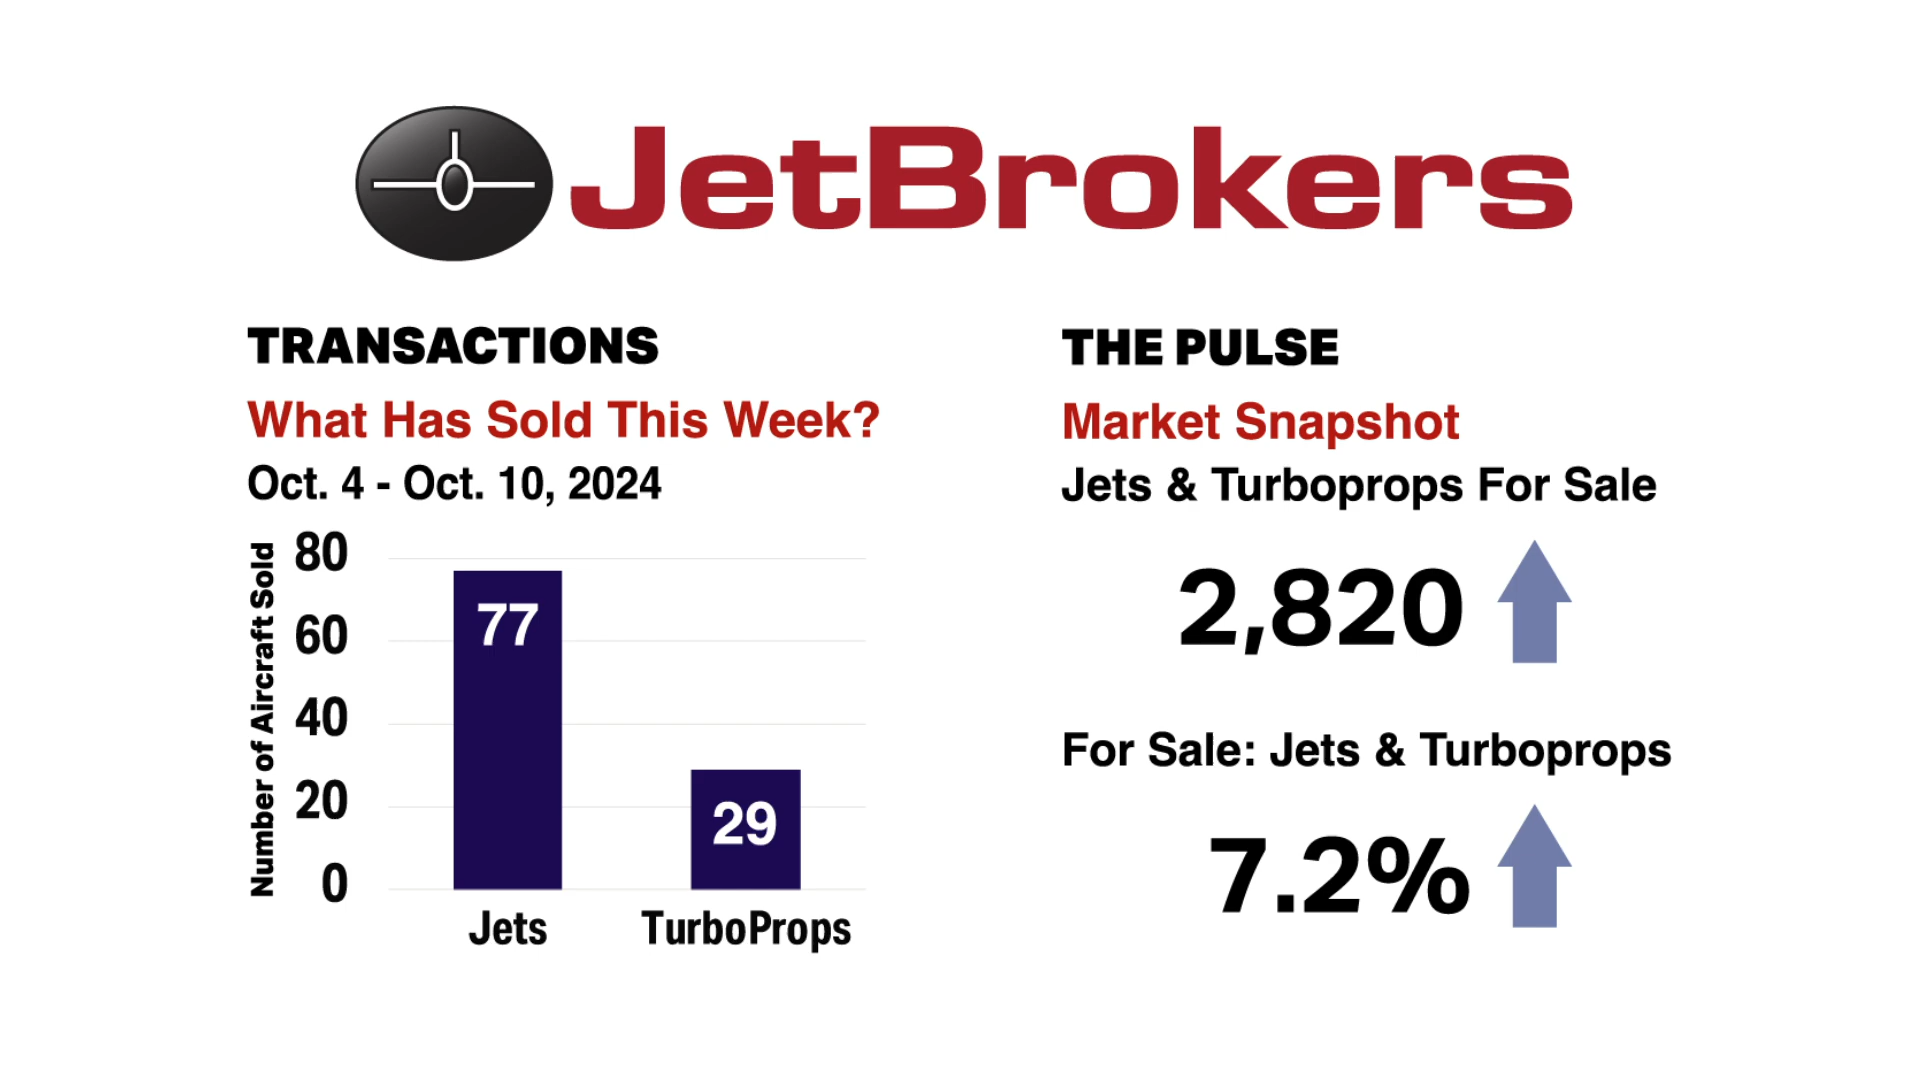 JetBrokers
TRANSACTIONS
What Has Sold This Week?
Oct. 4 - Oct. 10, 2024
Number of Aircraft Sold
80
60
40
20
0
77
29
Jets
TurboProps
THE PULSE
Market Snapshot
Jets & Turboprops For Sale
2,820
For Sale: Jets & Turboprops
7.2%